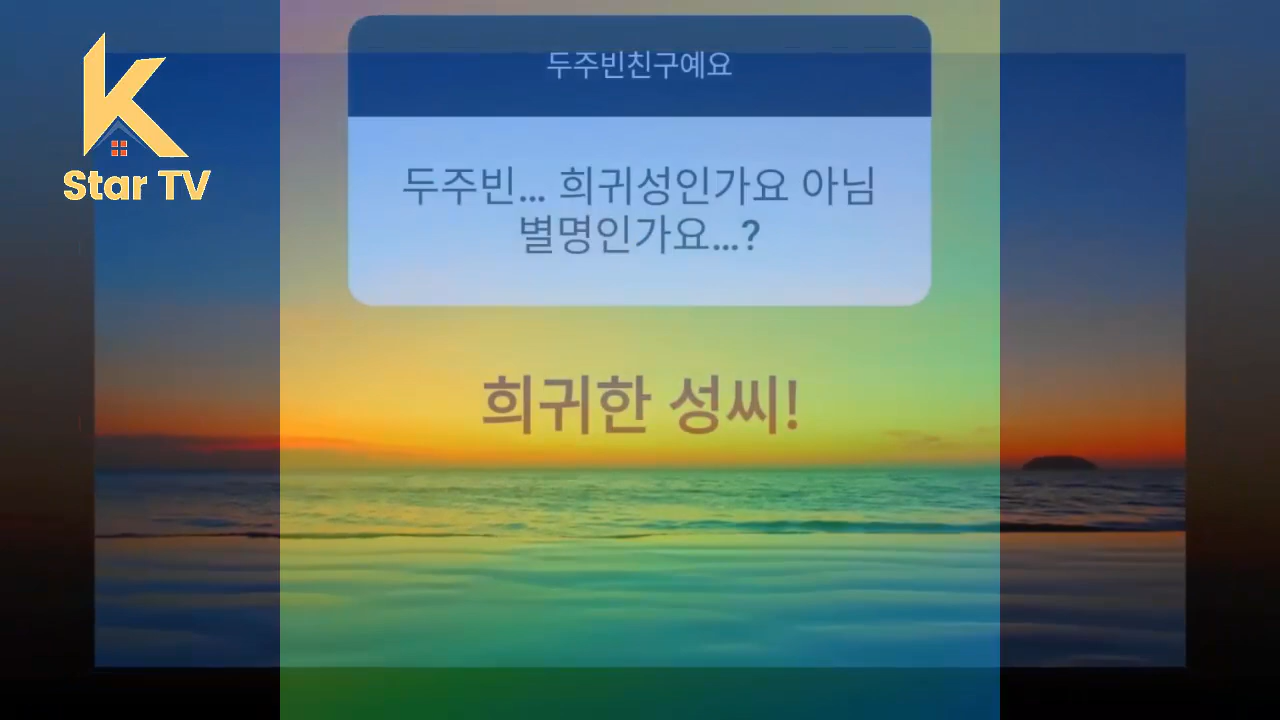 K
Star TV
두주빈친구예요
두주빈... 희귀성인가요 아님
별명인가요...?
희귀한 성씨!